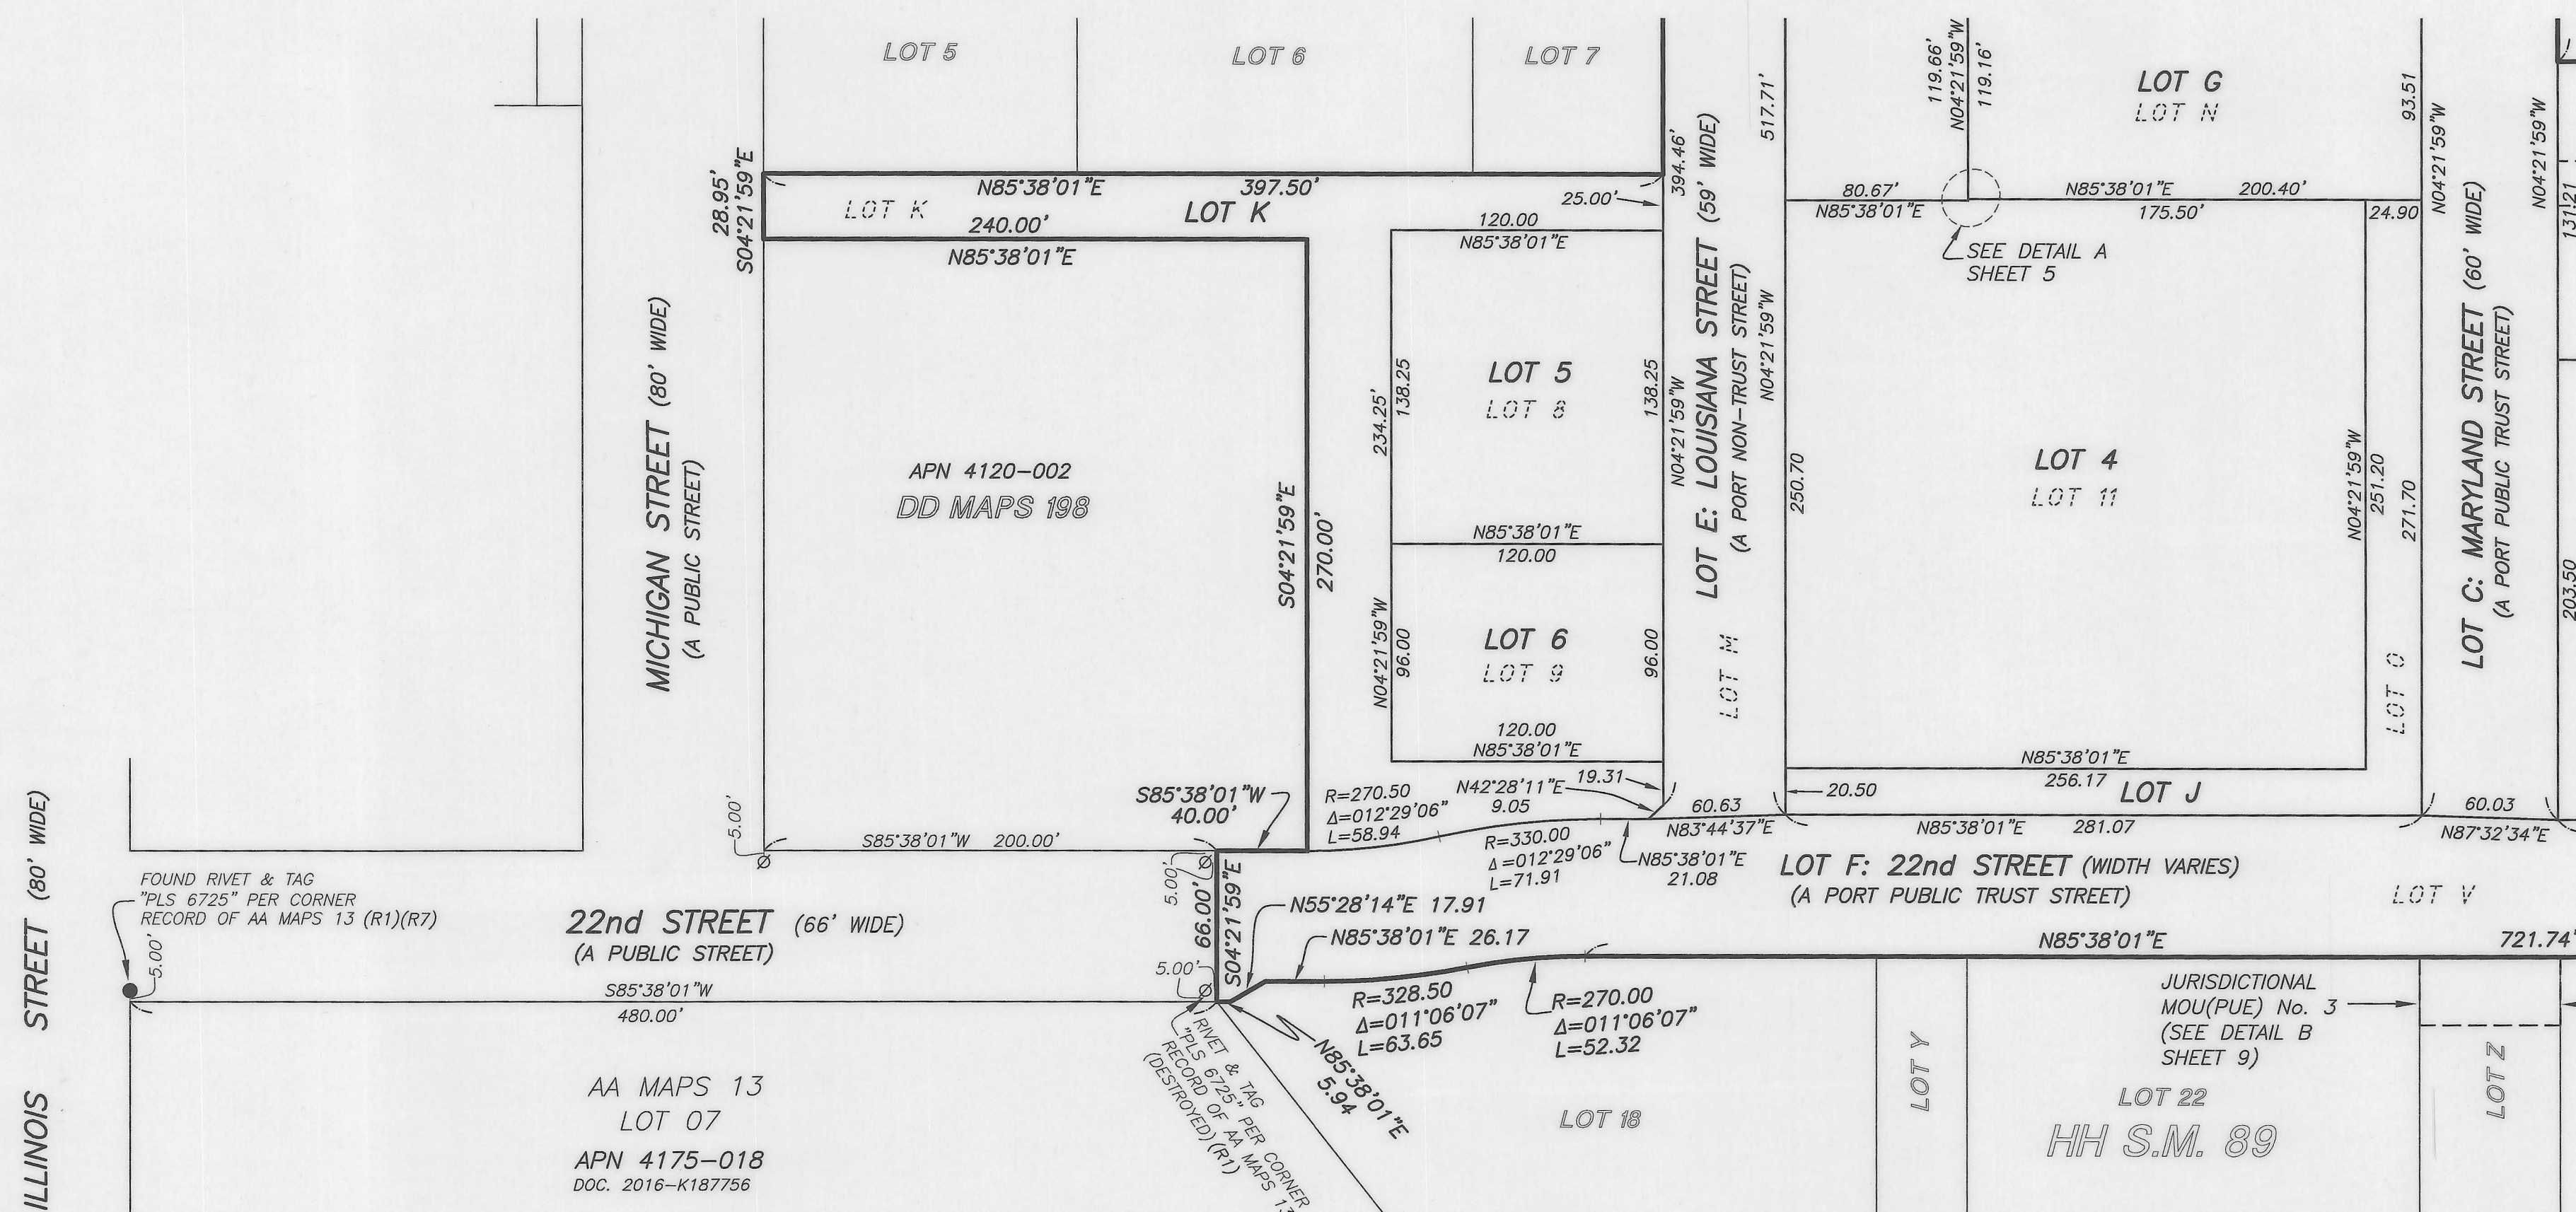 LOT 5
LOT 6
LOT 7
28.95'
S04°21'59"E
N85°38'01"E
397.50'
LOT K
LOT K
240.00'
N85°38'01"E
25.00'
MICHIGAN STREET (80' WIDE)
(A PUBLIC STREET)
APN 4120-002
DD MAPS 198
S04°21'59"E
270.00'
120.00
N85°38'01"E
234.25'
138.25
LOT 5
LOT 8
138.25
N85°38'01"E
120.00
N04°21'59"W
96.00
LOT 6
LOT 9
96.00
120.00
N85°38'01"E
394.46'
N04°21'59"W
LOT E: LOUISIANA STREET (59' WIDE)
(A PORT NON-TRUST STREET)
LOT M
517.71'
N04°21'59"W
119.66'
N04°21'59"W
119.16'
LOT G
LOT N
93.51
N04°21'59"W
80.67'
N85°38'01"E
N85°38'01"E
200.40'
175.50'
24.90
SEE DETAIL A
SHEET 5
250.70
LOT 4
LOT 11
N04°21'59"W
251.20
271.70
LOT O
LOT C: MARYLAND STREET (60' WIDE)
(A PORT PUBLIC TRUST STREET)
N04°21'59"W
131.21
203.50
N85°38'01"E
256.17
LOT J
20.50
S85°38'01"W
40.00'
R=270.50
Δ=012°29'06"
L=58.94
N42°28'11"E
9.05
19.31
R=330.00
Δ=012°29'06"
L=71.91
N85°38'01"E
21.08
60.63
N83°44'37"E
N85°38'01"E
281.07
60.03
N87°32'34"E
5.00'
S85°38'01"W
200.00'
5.00'
66.00'
S04°21'59"E
5.00'
ILLINOIS STREET (80' WIDE)
FOUND RIVET & TAG
"PLS 6725" PER CORNER
RECORD OF AA MAPS 13 (R1)(R7)
5.00'
22nd STREET (66' WIDE)
(A PUBLIC STREET)
LOT F: 22nd STREET (WIDTH VARIES)
(A PORT PUBLIC TRUST STREET)
LOT V
N55°28'14"E 17.91
N85°38'01"E 26.17
N85°38'01"E
721.74'
S85°38'01"W
480.00'
R=328.50
Δ=011°06'07"
L=63.65
R=270.00
Δ=011°06'07"
L=52.32
N85°38'01"E
5.94
RIVET & TAG
"PLS 6725" PER CORNER
RECORD OF AA MAPS 13
(DESTROYED)(R1)
AA MAPS 13
LOT 07
APN 4175-018
DOC. 2016-K187756
LOT 18
LOT Y
JURISDICTIONAL
MOU(PUE) No. 3
(SEE DETAIL B
SHEET 9)
LOT 22
HH S.M. 89
LOT Z